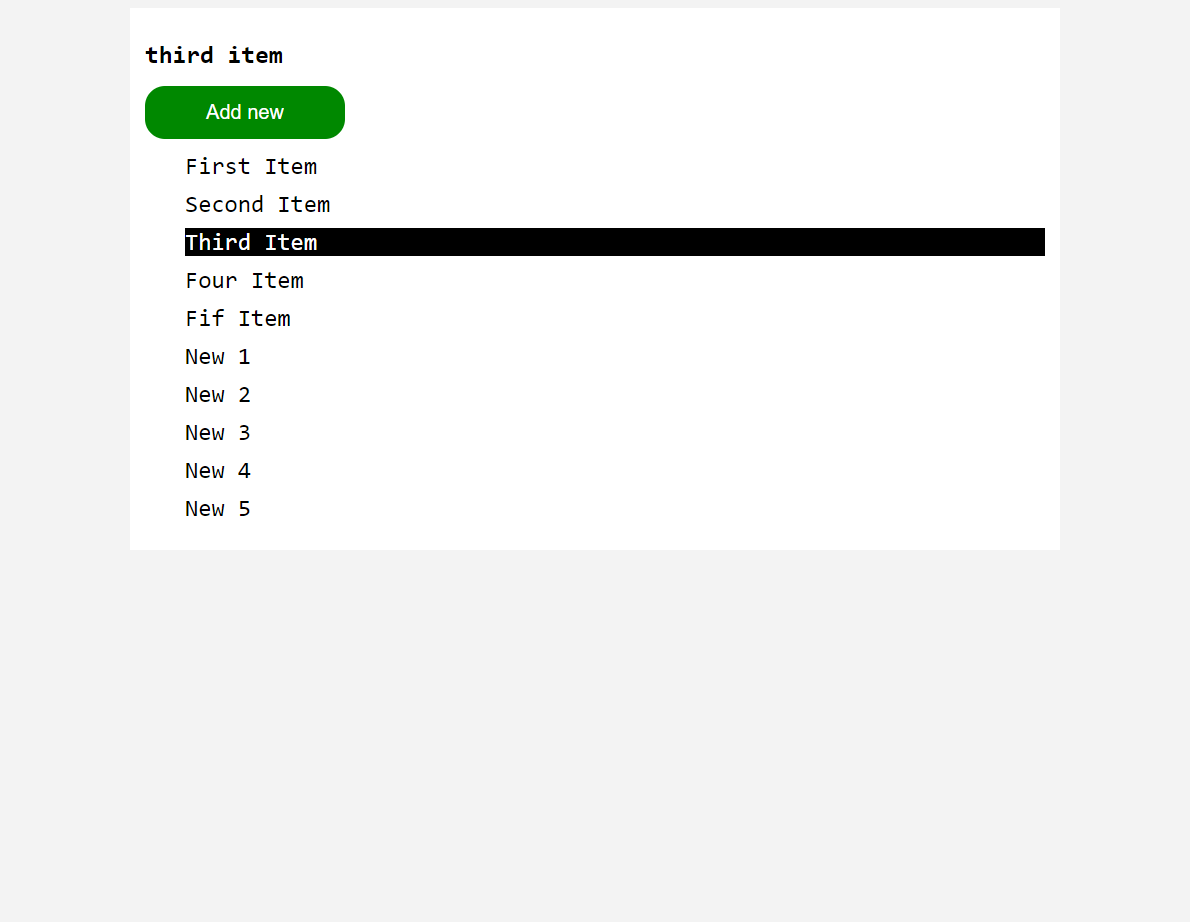 third item
Add new
First Item
Second Item
Third Item
Four Item
Fif Item
New 1
New 2
New 3
New 4
New 5